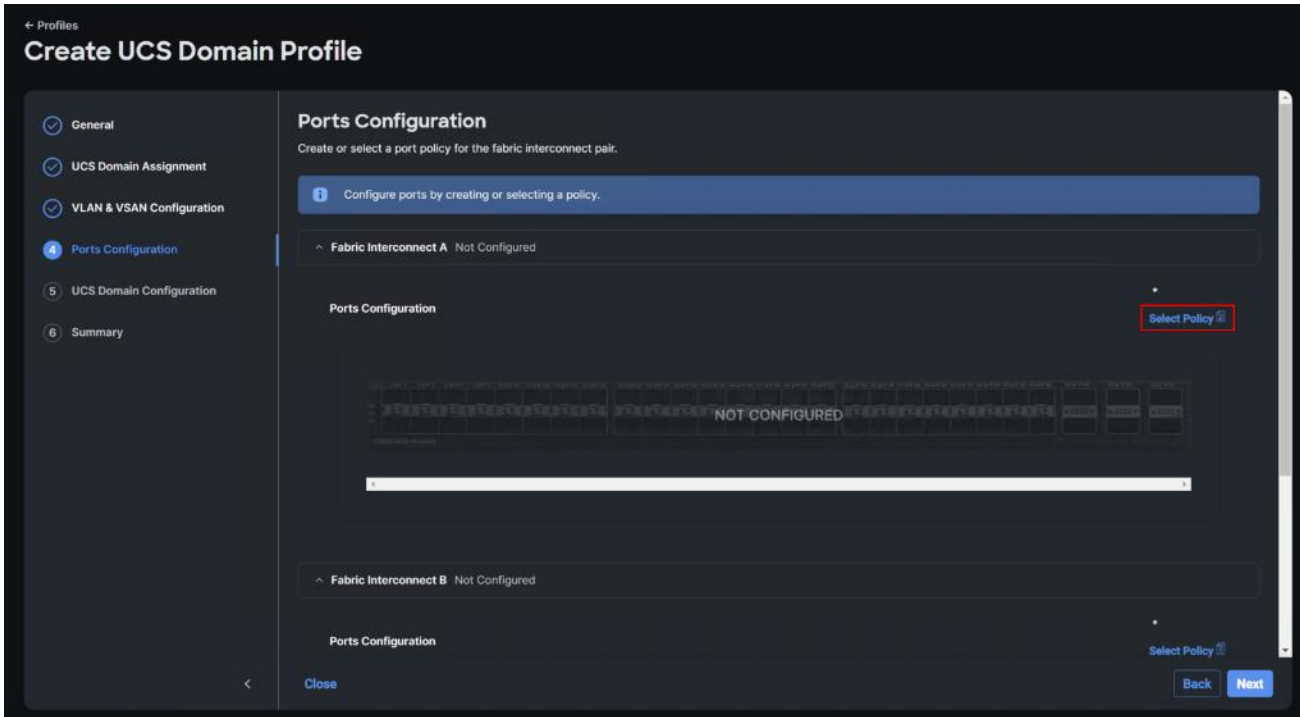 ← Profiles
Create UCS Domain Profile
General
UCS Domain Assignment
VLAN & VSAN Configuration
4 Ports Configuration
5 UCS Domain Configuration
6 Summary
Ports Configuration
Create or select a port policy for the fabric interconnect pair.
Configure ports by creating or selecting a policy.
Fabric Interconnect A Not Configured
Ports Configuration
Select Policy
NOT CONFIGURED
Fabric Interconnect B Not Configured
Ports Configuration
Select Policy
Close
Back
Next